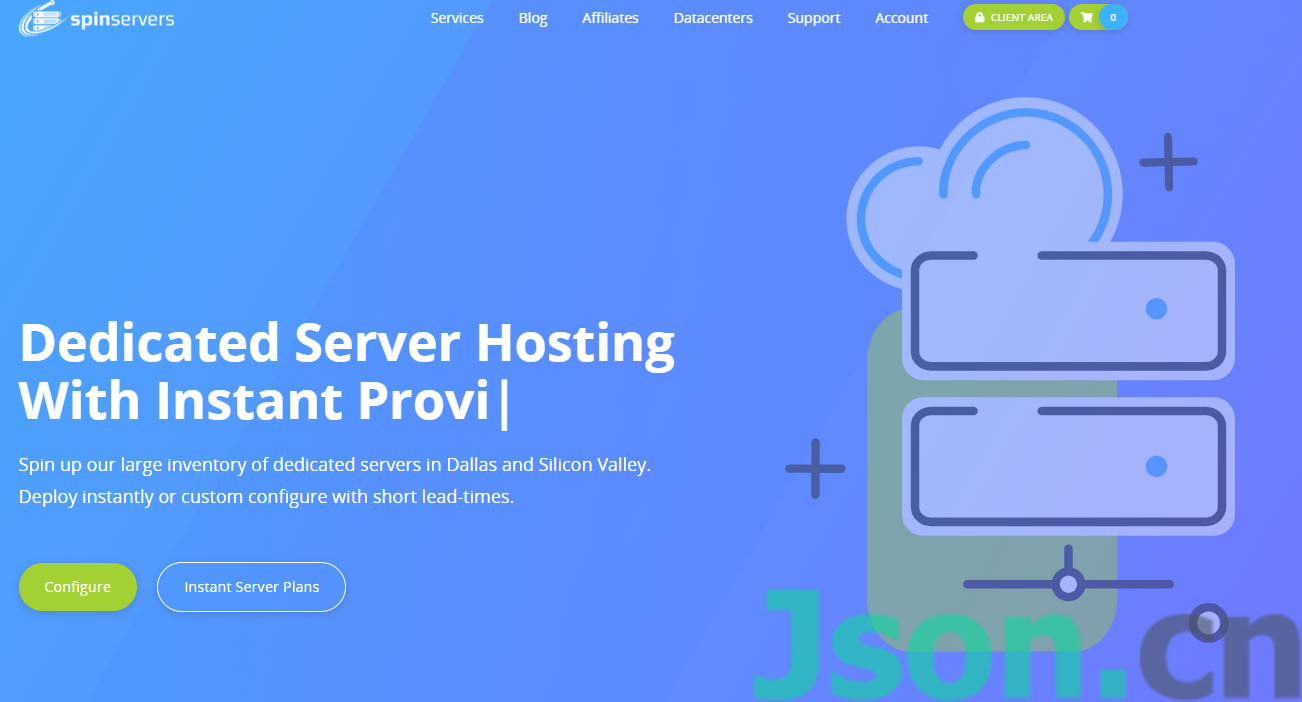 spinservers
Services Blog Affiliates Datacenters Support Account CLIENT AREA 0
Dedicated Server Hosting
With Instant Provi|
Spin up our large inventory of dedicated servers in Dallas and Silicon Valley.
Deploy instantly or custom configure with short lead-times.
Configure Instant Server Plans
Json.cn